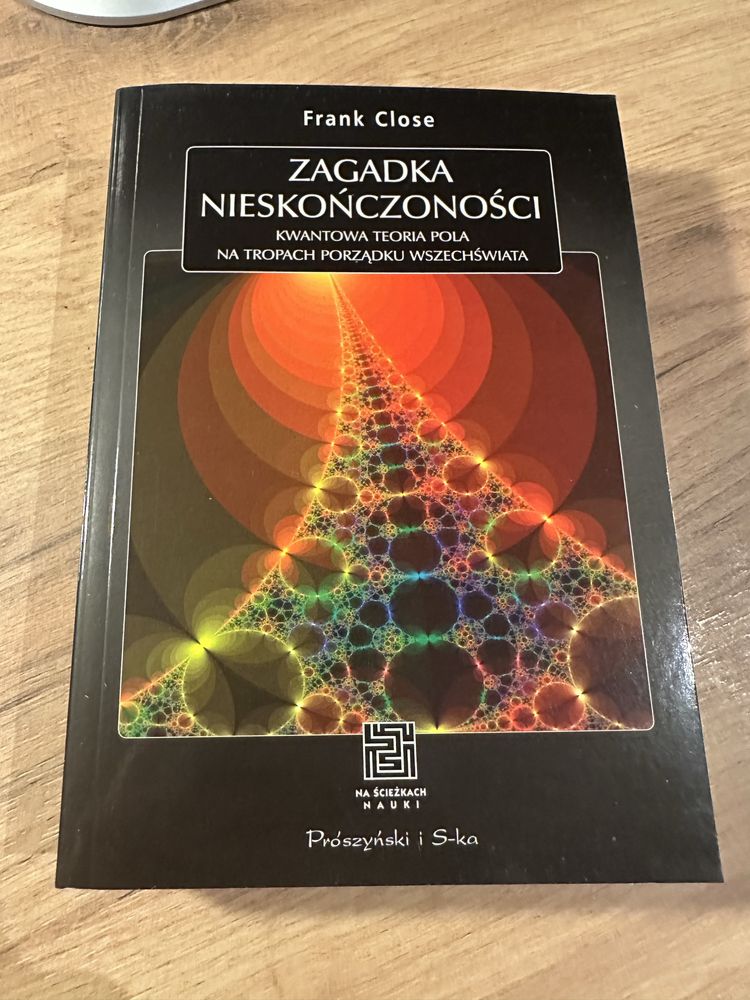 Frank Close
ZAGADKA
NIESKOŃCZONOŚCI
KWANTOWA TEORIA POLA
NA TROPACH PORZĄDKU WSZECHŚWIATA
NA ŚCIEŻKACH
NAUKI
Prószyński i S-ka